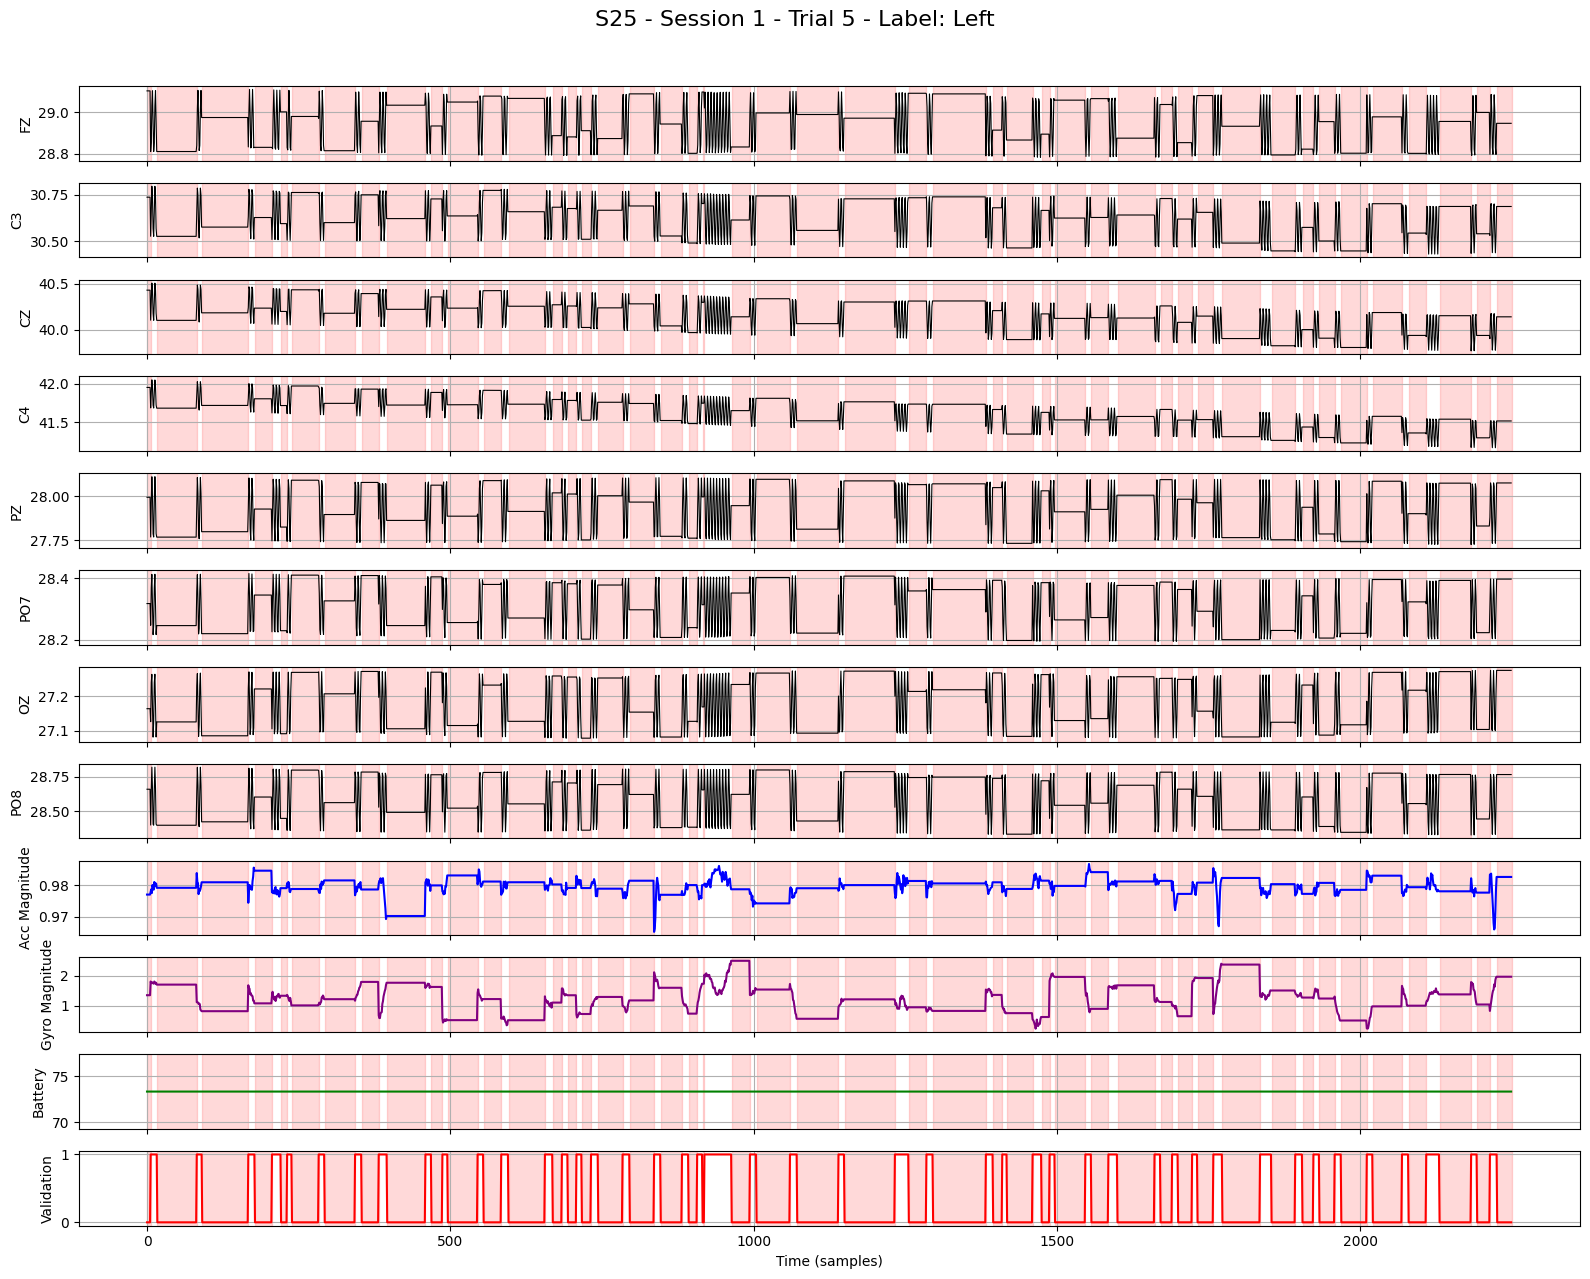 S25 - Session 1 - Trial 5 - Label: Left
29.0
28.8
FZ
30.75
30.50
C3
40.5
40.0
CZ
42.0
41.5
C4
28.00
27.75
PZ
28.4
28.2
PO7
27.2
27.1
OZ
28.75
28.50
PO8
0.98
0.97
Acc Magnitude
2
1
Gyro Magnitude
75
70
Battery
1
0
Validation
0 500 1000 1500 2000
Time (samples)